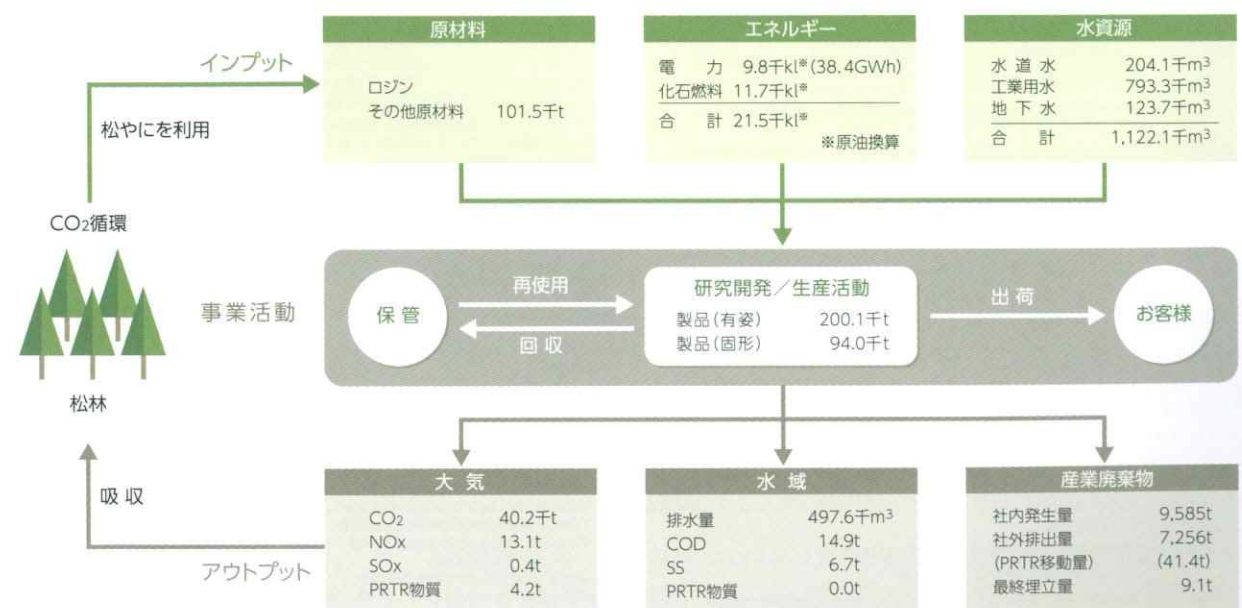 インプット
松やにを利用
CO2循環
松林
吸収
アウトプット
原材料
ロジン
その他原材料 101.5千t
エネルギー
電 力 9.8千kl※(38.4GWh)
化石燃料 11.7千kl※
合 計 21.5千kl※
※原油換算
水資源
水道水 204.1千m3
工業用水 793.3千m3
地下水 123.7千m3
合 計 1,122.1千m3
事業活動
保管
再使用
回収
研究開発／生産活動
製品(有姿) 200.1千t
製品(固形) 94.0千t
出荷
お客様
大気
CO2 40.2千t
NOx 13.1t
SOx 0.4t
PRTR物質 4.2t
水域
排水量 497.6千m3
COD 14.9t
SS 6.7t
PRTR物質 0.0t
産業廃棄物
社内発生量 9,585t
社外排出量 7,256t
(PRTR移動量) (41.4t)
最終埋立量 9.1t